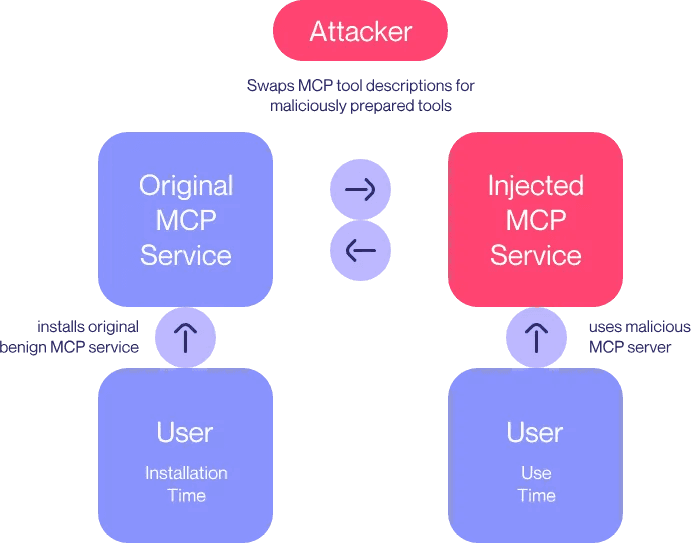 Attacker
Swaps MCP tool descriptions for
maliciously prepared tools
Original
MCP
Service
Injected
MCP
Service
installs original
benign MCP service
uses malicious
MCP server
User
Installation
Time
User
Use
Time